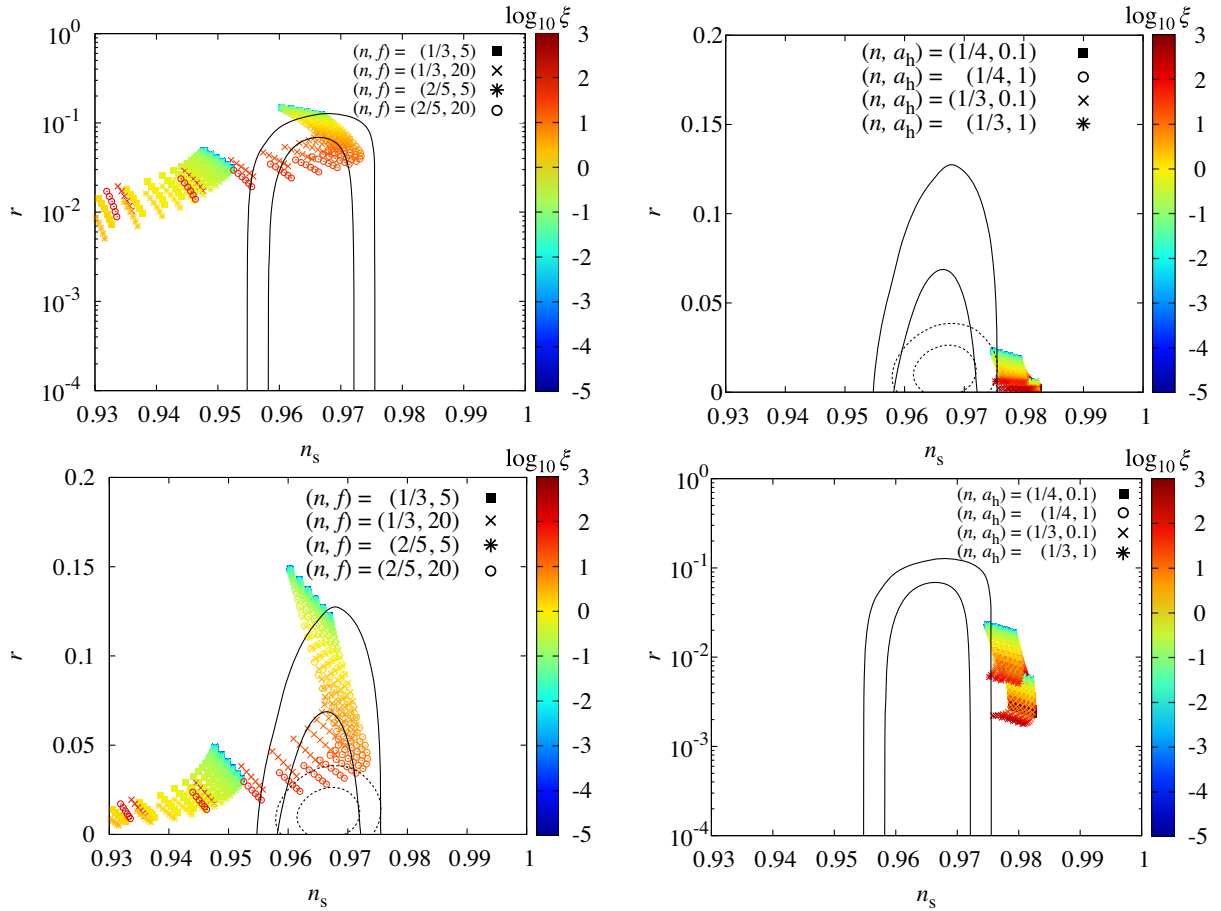 log₁₀ ξ
10⁰
10⁻¹
10⁻²
10⁻³
10⁻⁴
r
(n, f) = (1/3, 5)
(n, f) = (1/3, 20)
(n, f) = (2/5, 5)
(n, f) = (2/5, 20)
0.93 0.94 0.95 0.96 0.97 0.98 0.99 1
nₛ
3
2
1
0
-1
-2
-3
-4
-5
log₁₀ ξ
0.2
0.15
0.1
0.05
0
r
(n, aₕ) = (1/4, 0.1)
(n, aₕ) = (1/4, 1)
(n, aₕ) = (1/3, 0.1)
(n, aₕ) = (1/3, 1)
0.93 0.94 0.95 0.96 0.97 0.98 0.99 1
nₛ
3
2
1
0
-1
-2
-3
-4
-5
log₁₀ ξ
0.2
0.15
0.1
0.05
0
r
(n, f) = (1/3, 5)
(n, f) = (1/3, 20)
(n, f) = (2/5, 5)
(n, f) = (2/5, 20)
0.93 0.94 0.95 0.96 0.97 0.98 0.99 1
nₛ
3
2
1
0
-1
-2
-3
-4
-5
log₁₀ ξ
10⁰
10⁻¹
10⁻²
10⁻³
10⁻⁴
r
(n, aₕ) = (1/4, 0.1)
(n, aₕ) = (1/4, 1)
(n, aₕ) = (1/3, 0.1)
(n, aₕ) = (1/3, 1)
0.93 0.94 0.95 0.96 0.97 0.98 0.99 1
nₛ
3
2
1
0
-1
-2
-3
-4
-5